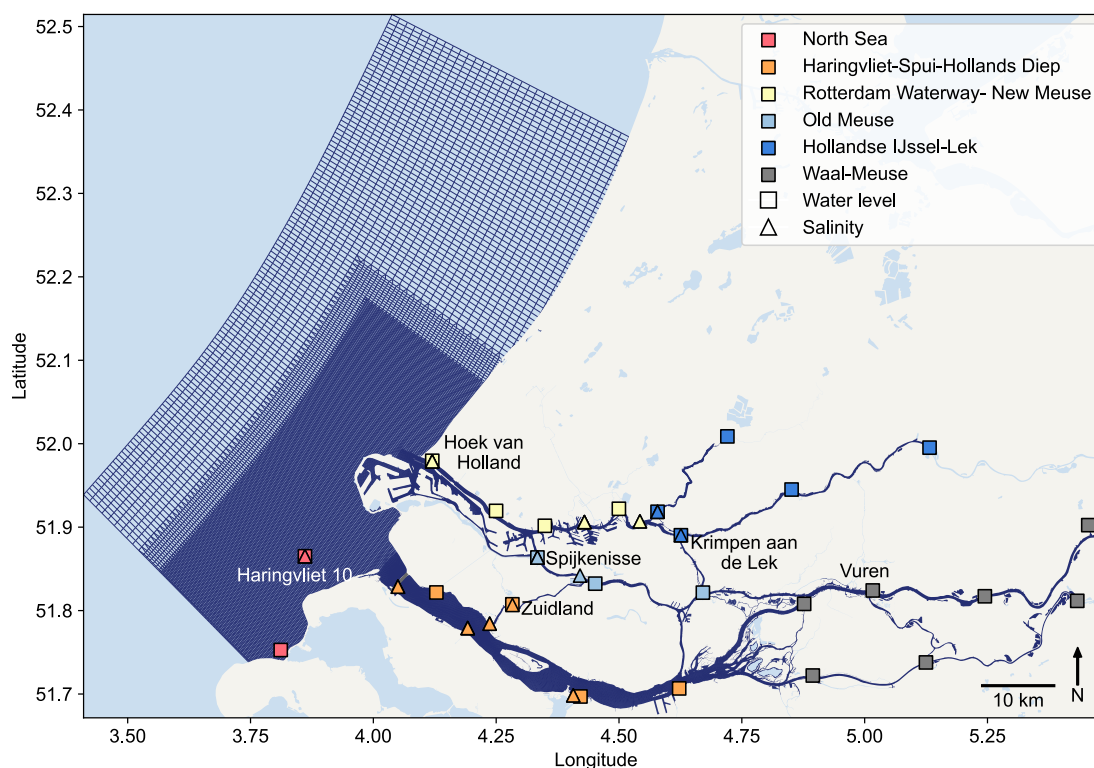 52.5
52.4
52.3
52.2
52.1
52.0
51.9
51.8
51.7
Latitude
North Sea
Haringvliet-Spui-Hollands Diep
Rotterdam Waterway- New Meuse
Old Meuse
Hollandse IJssel-Lek
Waal-Meuse
Water level
Salinity
Hoek van
Holland
Haringvliet 10
Spijkenisse
Krimpen aan
de Lek
Zuidland
Vuren
10 km
N
3.50
3.75
4.00
4.25
4.50
4.75
5.00
5.25
Longitude